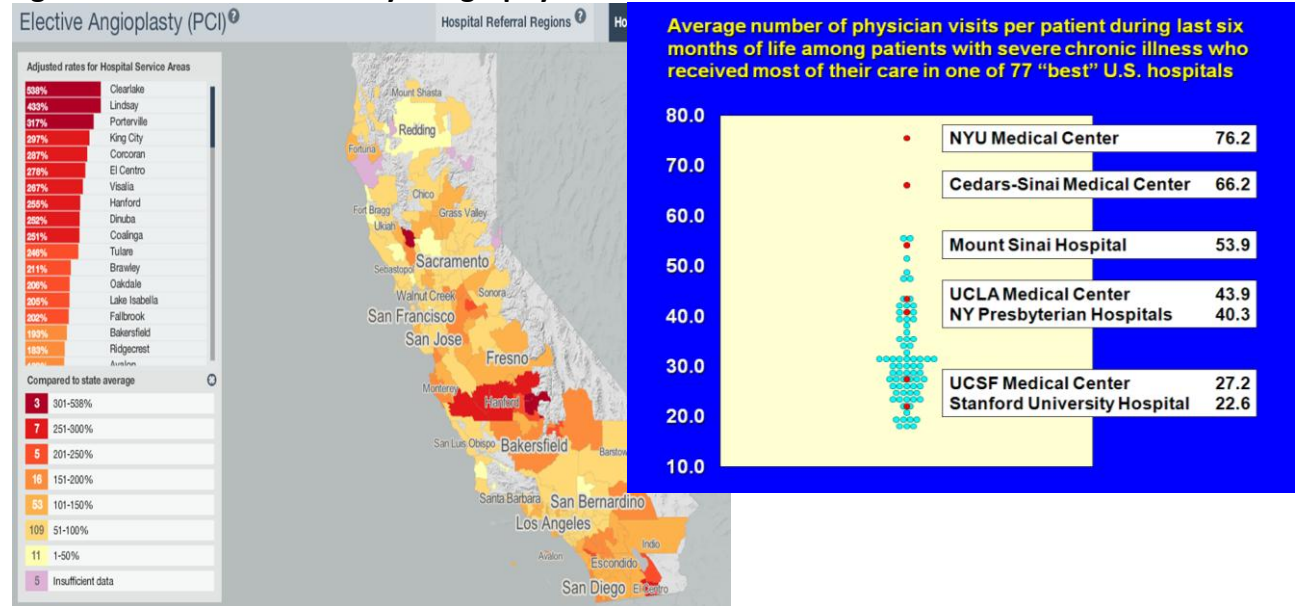 Elective Angioplasty (PCI)
Hospital Referral Regions
Adjusted rates for Hospital Service Areas
538% Clearlake
433% Lindsay
317% Porterville
297% King City
287% Corcoran
278% El Centro
267% Visalia
255% Hanford
252% Dinuba
251% Coalinga
246% Tulare
211% Brawley
206% Oakdale
205% Lake Isabella
202% Fallbrook
193% Bakersfield
183% Ridgecrest
Compared to state average
3 301-538%
7 251-300%
5 201-250%
16 151-200%
53 101-150%
109 51-100%
11 1-50%
5 Insufficient data
Mount Shasta
Redding
Fortuna
Chico
Fort Bragg
Grass Valley
Ukiah
Sacramento
Sebastopol
Walnut Creek
Sonora
San Francisco
San Jose
Fresno
Monterey
Hanford
San Luis Obispo
Bakersfield
Barstow
Santa Barbara
San Bernardino
Los Angeles
Indio
Avalon
Escondido
San Diego
El Centro
Average number of physician visits per patient during last six
months of life among patients with severe chronic illness who
received most of their care in one of 77 “best” U.S. hospitals
80.0
70.0
60.0
50.0
40.0
30.0
20.0
10.0
NYU Medical Center 76.2
Cedars-Sinai Medical Center 66.2
Mount Sinai Hospital 53.9
UCLA Medical Center 43.9
NY Presbyterian Hospitals 40.3
UCSF Medical Center 27.2
Stanford University Hospital 22.6